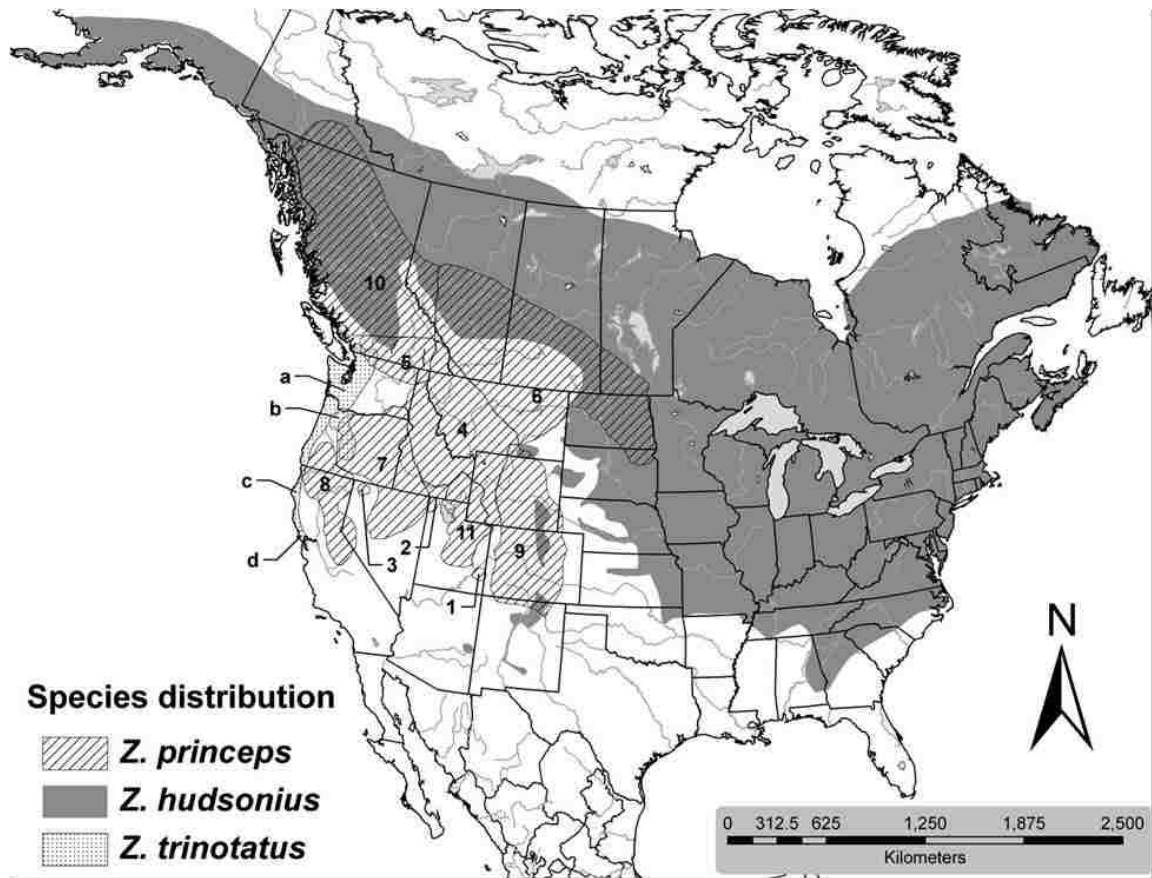 10
a
5
6
b
4
7
c
8
11
9
2
d
3
1
N
Species distribution
Z. princeps
Z. hudsonius
Z. trinotatus
0 312.5 625 1,250 1,875 2,500
Kilometers